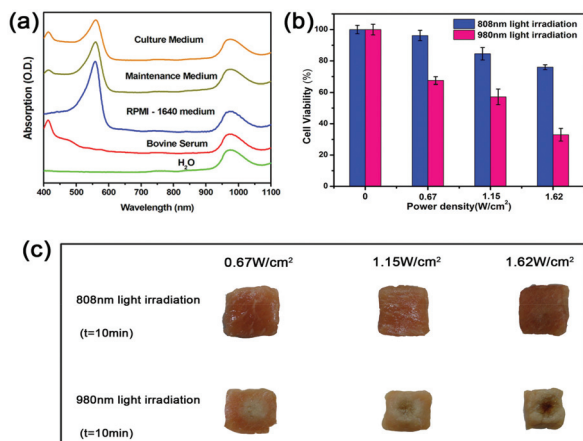 (a)
Culture Medium
Maintenance Medium
RPMI - 1640 medium
Bovine Serum
H₂O
Absorption (O.D.)
400 500 600 700 800 900 1000 1100
Wavelength (nm)
(b)
808nm light irradiation
980nm light irradiation
Cell Viability (%)
100
80
60
40
20
0
0 0.67 1.15 1.62
Power density(W/cm²)
(c)
0.67W/cm² 1.15W/cm² 1.62W/cm²
808nm light irradiation
(t=10min)
980nm light irradiation
(t=10min)